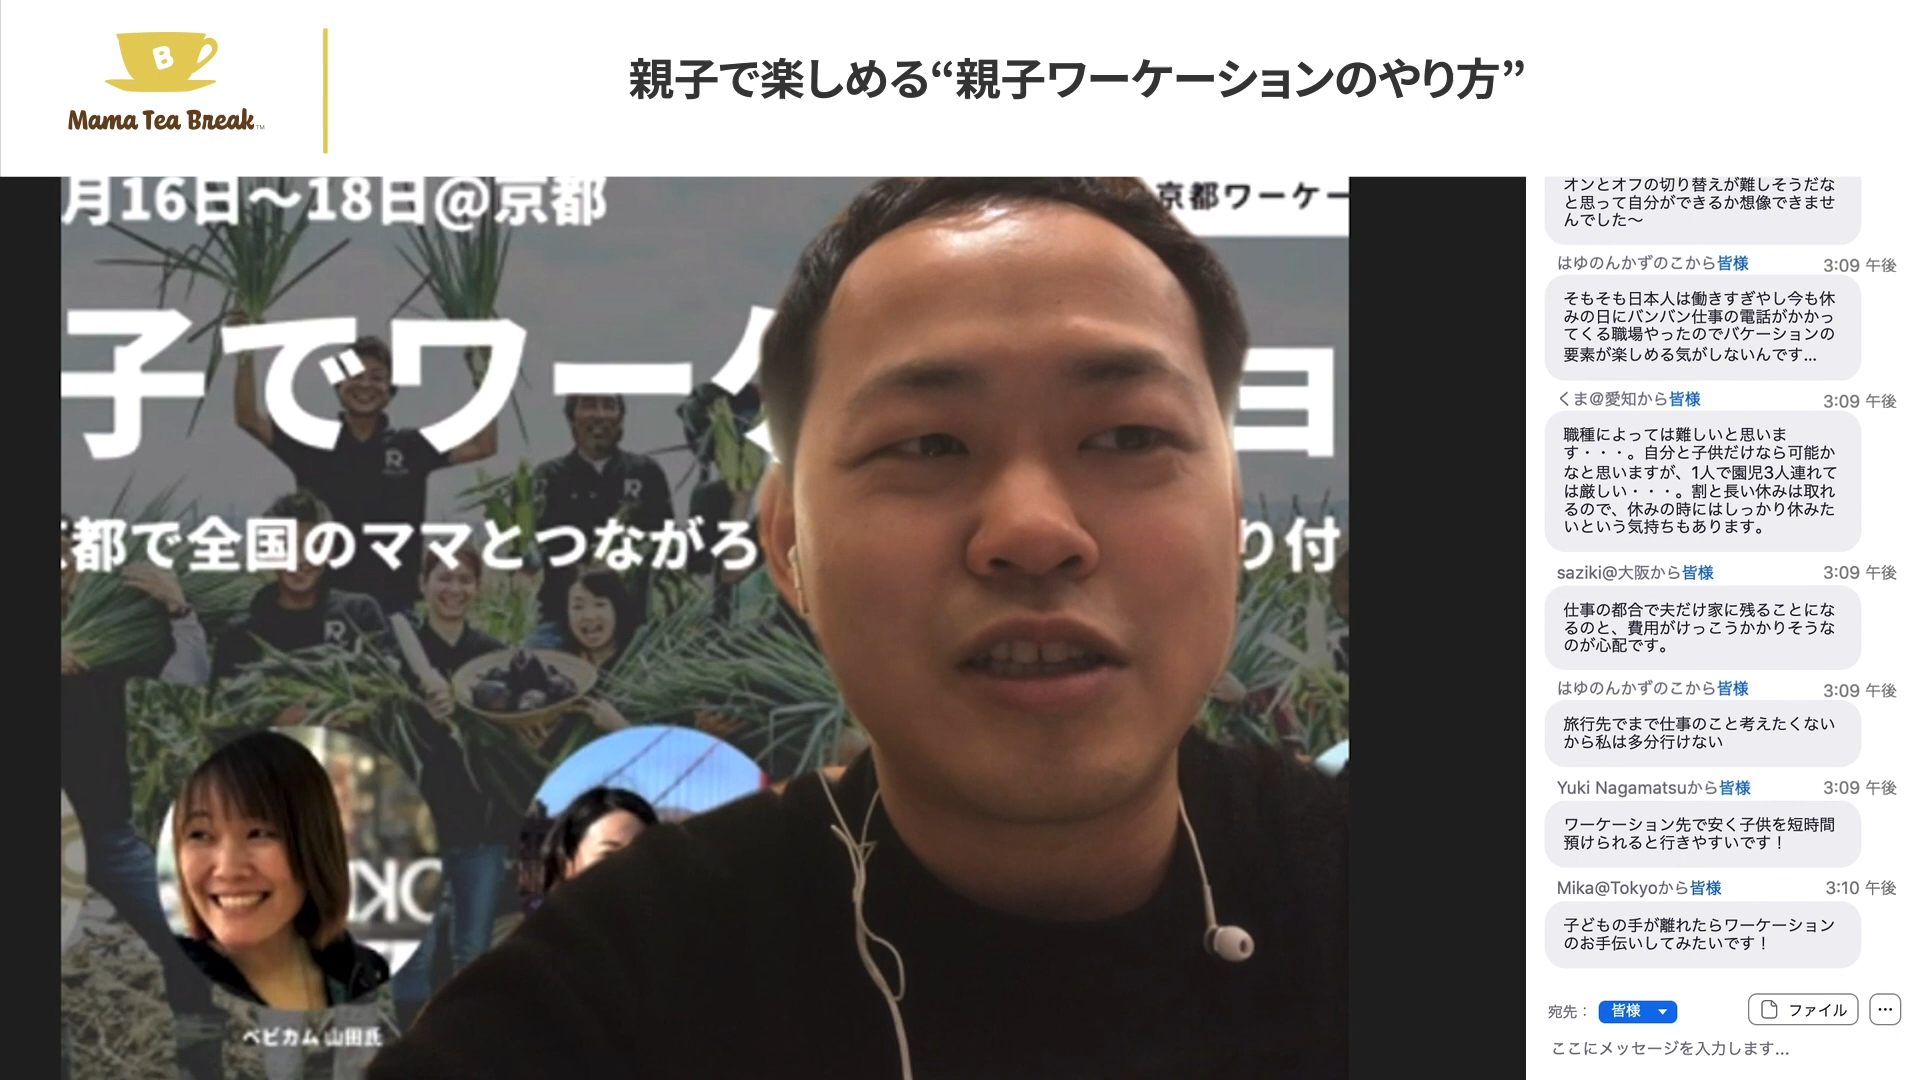 B
Mama Tea Break™
親子で楽しめる“親子ワーケーションのやり方”
月16日〜18日@京都
京都ワーケー
子でワーケ
ョ
都で全国のママとつながろ
り付
R
R
R
ベビカム 山田氏
オンとオフの切り替えが難しそうだな
と思って自分ができるか想像できませ
んでした〜
はゆのんかずのこから皆様 3:09 午後
そもそも日本人は働きすぎやし今も休
みの日にバンバン仕事の電話がかかっ
てくる職場やったのでバケーションの
要素が楽しめる気がしないんです...
くま@愛知から皆様 3:09 午後
職種によっては難しいと思いま
す・・・。自分と子供だけなら可能か
なと思いますが、1人で園児3人連れて
は厳しい・・・。割と長い休みは取れ
るので、休みの時にはしっかり休みた
いという気持ちもあります。
saziki@大阪から皆様 3:09 午後
仕事の都合で夫だけ家に残ることにな
るのと、費用がけっこうかかりそうな
のが心配です。
はゆのんかずのこから皆様 3:09 午後
旅行先でまで仕事のこと考えたくない
から私は多分行けない
Yuki Nagamatsuから皆様 3:09 午後
ワーケーション先で安く子供を短時間
預けられると行きやすいです！
Mika@Tokyoから皆様 3:10 午後
子どもの手が離れたらワーケーション
のお手伝いしてみたいです！
宛先： 皆様 ファイル ...
ここにメッセージを入力します...